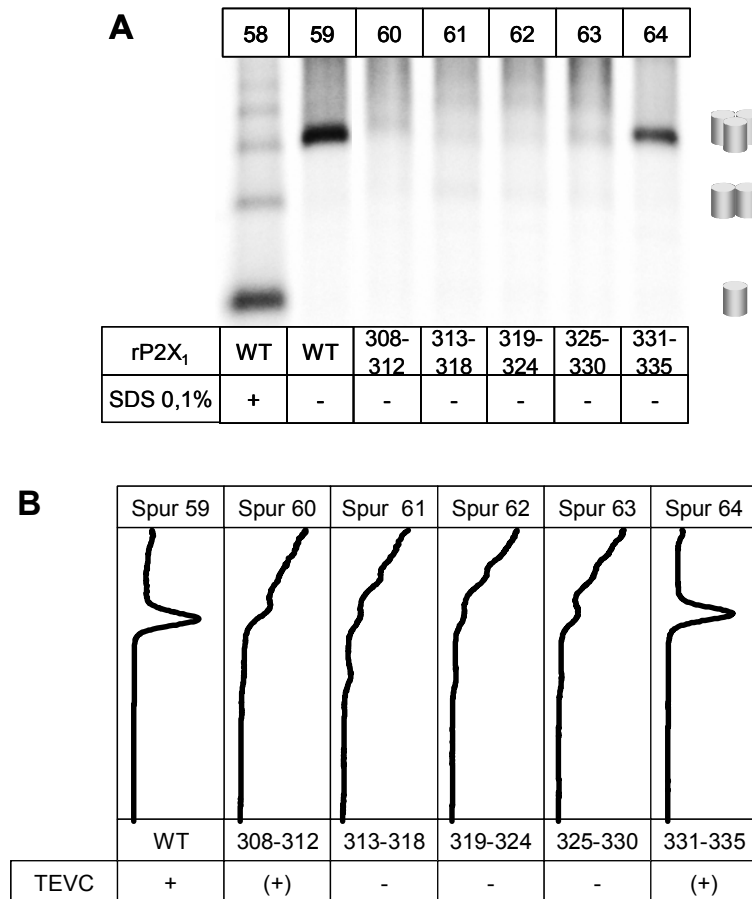 A
58 59 60 61 62 63 64
rP2X₁ WT WT 308-312 313-318 319-324 325-330 331-335
SDS 0,1% + - - - - - -
B
Spur 59 Spur 60 Spur 61 Spur 62 Spur 63 Spur 64
WT 308-312 313-318 319-324 325-330 331-335
TEVC + (+) - - - (+)